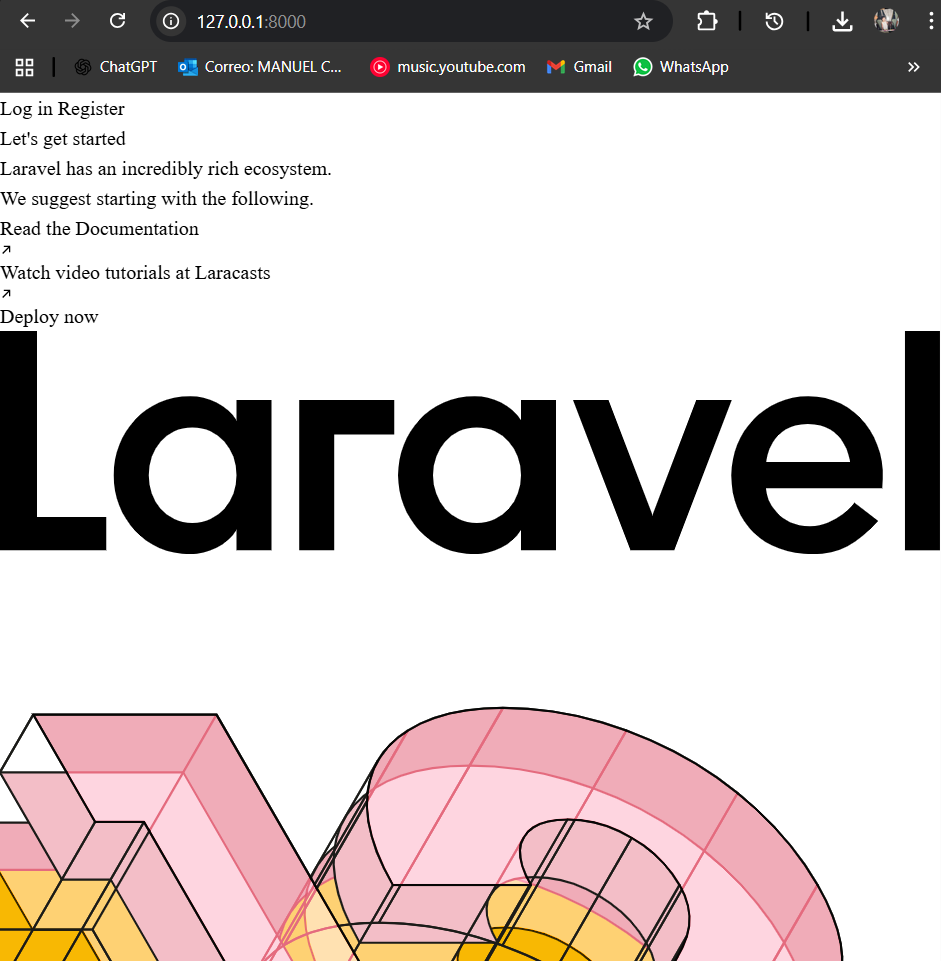 127.0.0.1:8000
ChatGPT Correo: MANUEL C... music.youtube.com Gmail WhatsApp
Log in Register
Let's get started
Laravel has an incredibly rich ecosystem.
We suggest starting with the following.
Read the Documentation
Watch video tutorials at Laracasts
Deploy now
Laravel